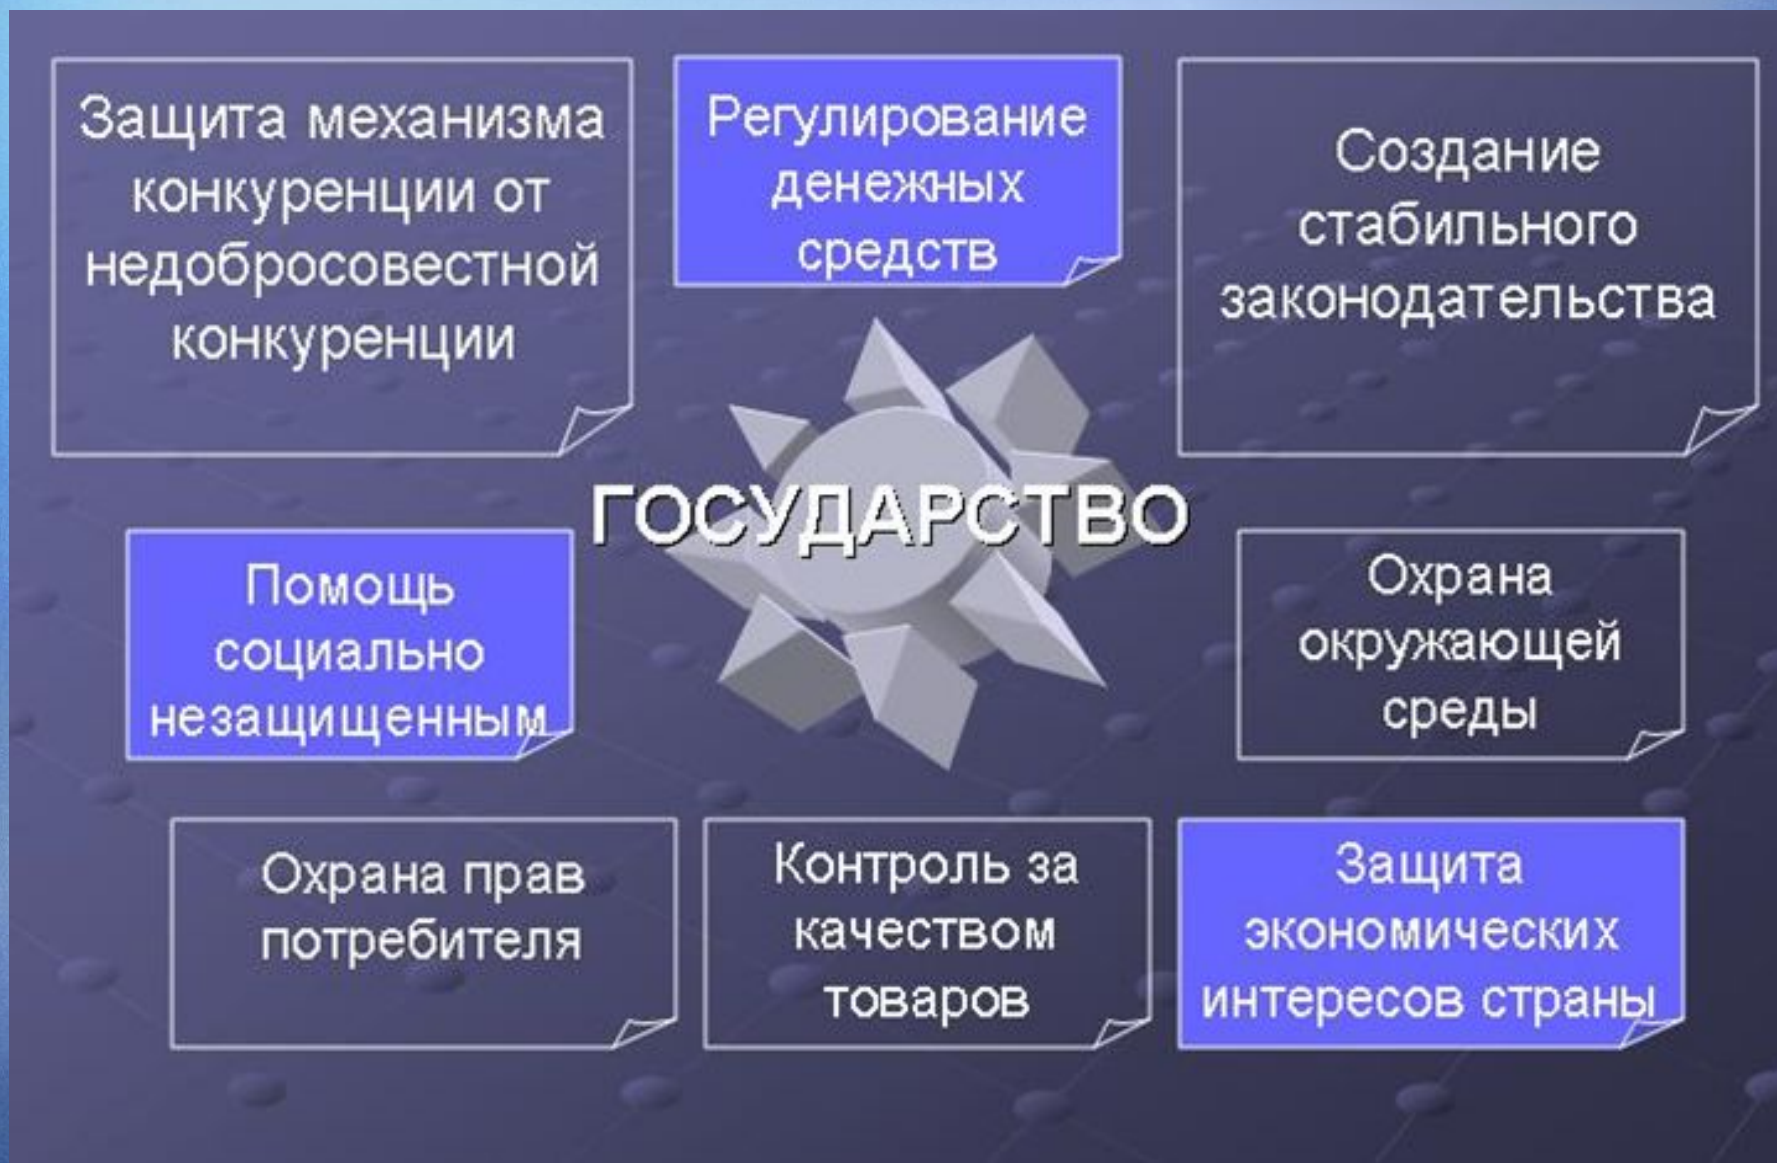 Защита механизма
конкуренции от
недобросовестной
конкуренции
Регулирование
денежных
средств
Создание
стабильного
законодательства
ГОСУДАРСТВО
Помощь
социально
незащищенным
Охрана
окружающей
среды
Охрана прав
потребителя
Контроль за
качеством
товаров
Защита
экономических
интересов страны